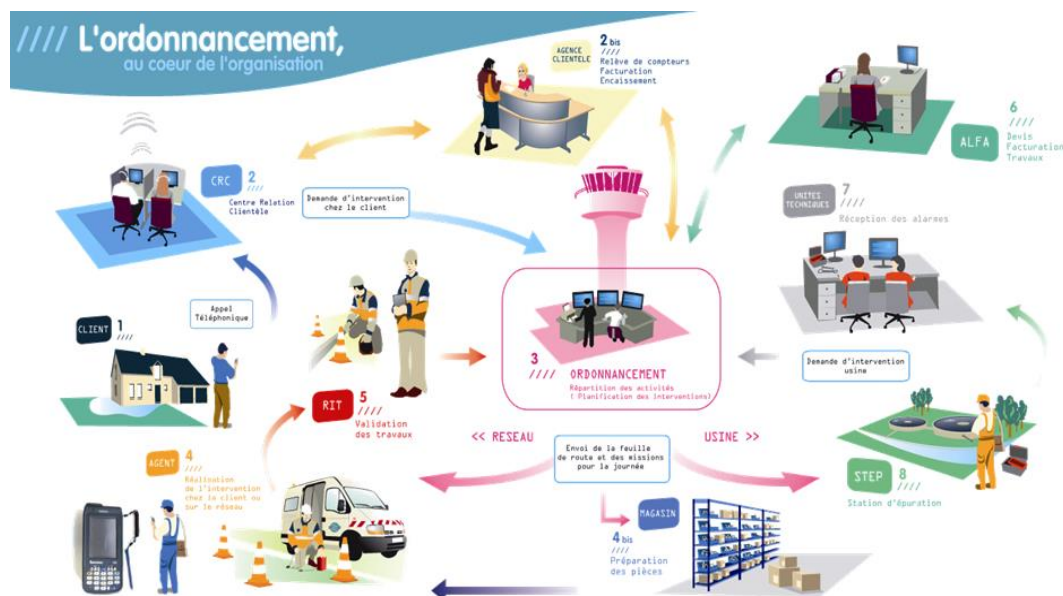 //// L'ordonnancement,
au coeur de l'organisation
AGENCE
CLIENTELE
2 bis
////
Relève de compteurs
Facturation
Encaissement
ALFA
6
////
Devis
Facturation
Travaux
CRC
2
////
Centre Relation
Clientèle
Demande d'intervention
chez le client
UNITES
TECHNIQUES
7
////
Réception des alarmes
Appel
Téléphonique
CLIENT
1
////
3
////
ORDONNANCEMENT
Répartition des activités
( Planification des interventions)
Demande d'intervention
usine
RIT
5
////
Validation
des travaux
<< RESEAU
USINE >>
Envoi de la feuille
de route et des missions
pour la journée
AGENT
4
////
Réalisation
de l'intervention
chez le client ou
sur le réseau
STEP
8
////
Station d'épuration
MAGASIN
4 bis
////
Préparation
des pièces